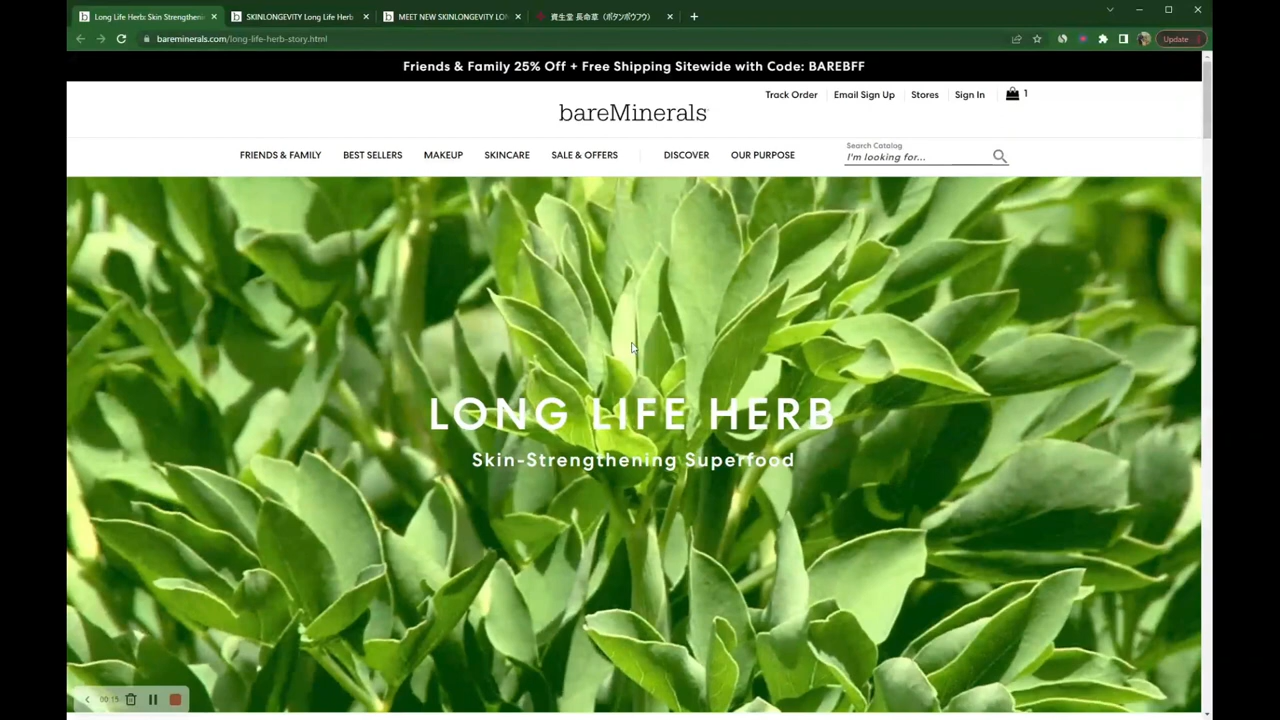 Long Life Herb: Skin Strengthen
SKINLONGEVITY Long Life Herb
MEET NEW SKINLONGEVITY LO
資生堂 長命草（ボタンボウフウ）
bareminerals.com/long-life-herb-story.html
Update
Friends & Family 25% Off + Free Shipping Sitewide with Code: BAREBFF
Track Order
Email Sign Up
Stores
Sign In
1
bareMinerals
FRIENDS & FAMILY
BEST SELLERS
MAKEUP
SKINCARE
SALE & OFFERS
DISCOVER
OUR PURPOSE
Search Catalog
I'm looking for...
LONG LIFE HERB
Skin-Strengthening Superfood
00:15